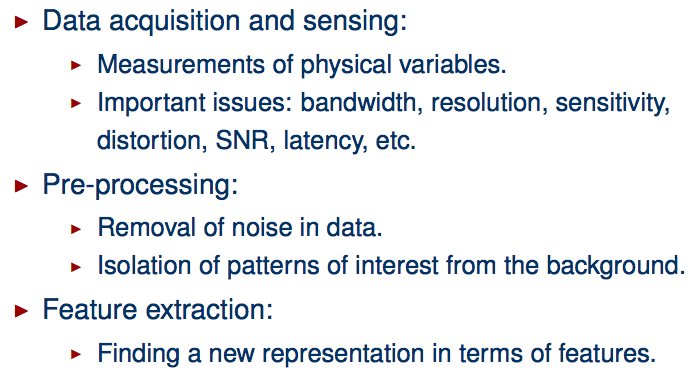 Data acquisition and sensing:
Measurements of physical variables.
Important issues: bandwidth, resolution, sensitivity,
distortion, SNR, latency, etc.
Pre-processing:
Removal of noise in data.
Isolation of patterns of interest from the background.
Feature extraction:
Finding a new representation in terms of features.